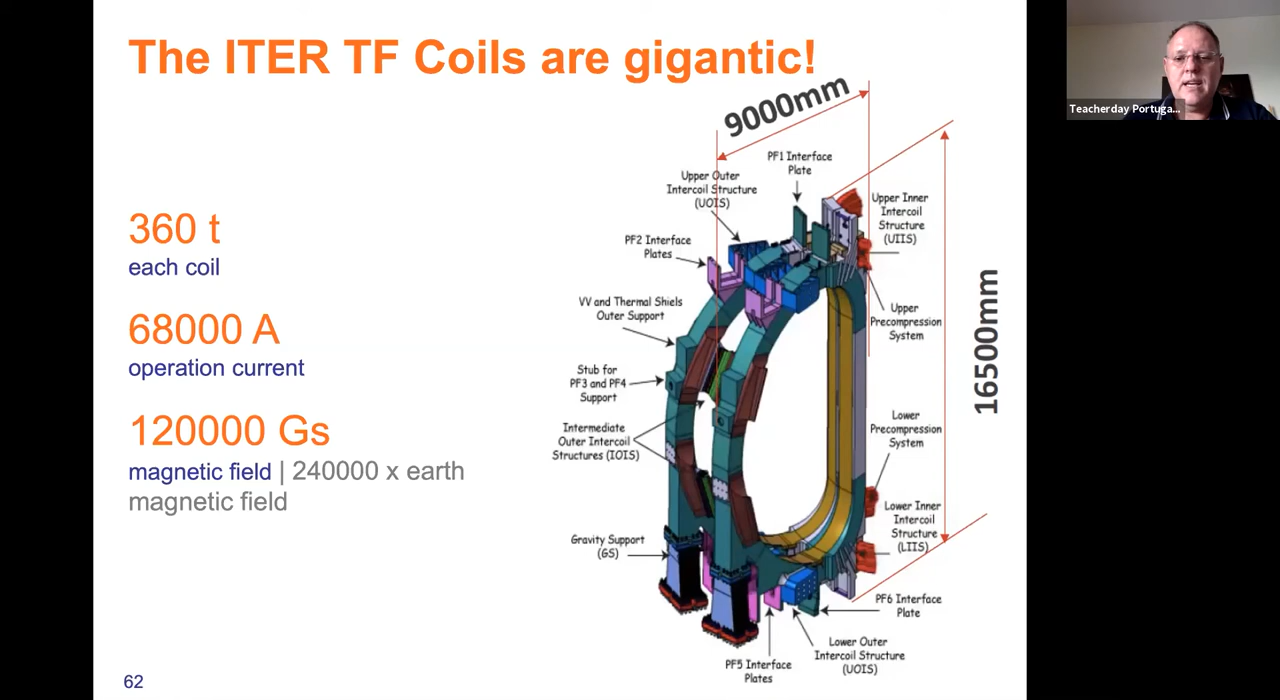 The ITER TF Coils are gigantic!
Teacherday Portuga...
9000mm
PF1 Interface
Plate
Upper Outer
Intercoil Structure
(UOIS)
Upper Inner
Intercoil
Structure
(UIIS)
360 t
each coil
PF2 Interface
Plates
VV and Thermal Shields
Outer Support
Upper
Precompression
System
16500mm
68000 A
operation current
Stub for
PF3 and PF4
Support
120000 Gs
magnetic field | 240000 x earth
magnetic field
Intermediate
Outer Intercoil
Structures (IOIS)
Lower
Precompression
System
Lower Inner
Intercoil
Structure
(LIIS)
Gravity Support
(GS)
PF6 Interface
Plate
Lower Outer
Intercoil Structure
(UOIS)
PF5 Interface
Plates
62